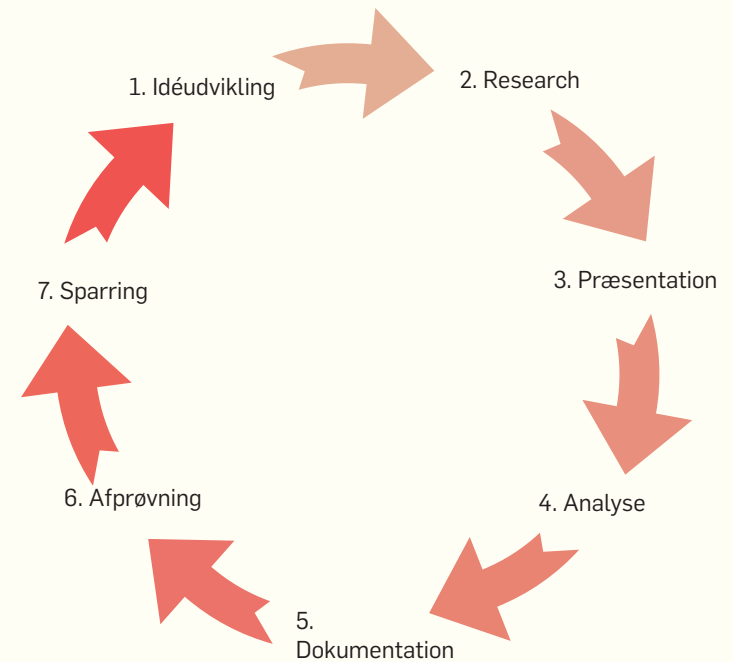 1. Idéudvikling
2. Research
3. Præsentation
4. Analyse
5.
Dokumentation
6. Afprøvning
7. Sparring